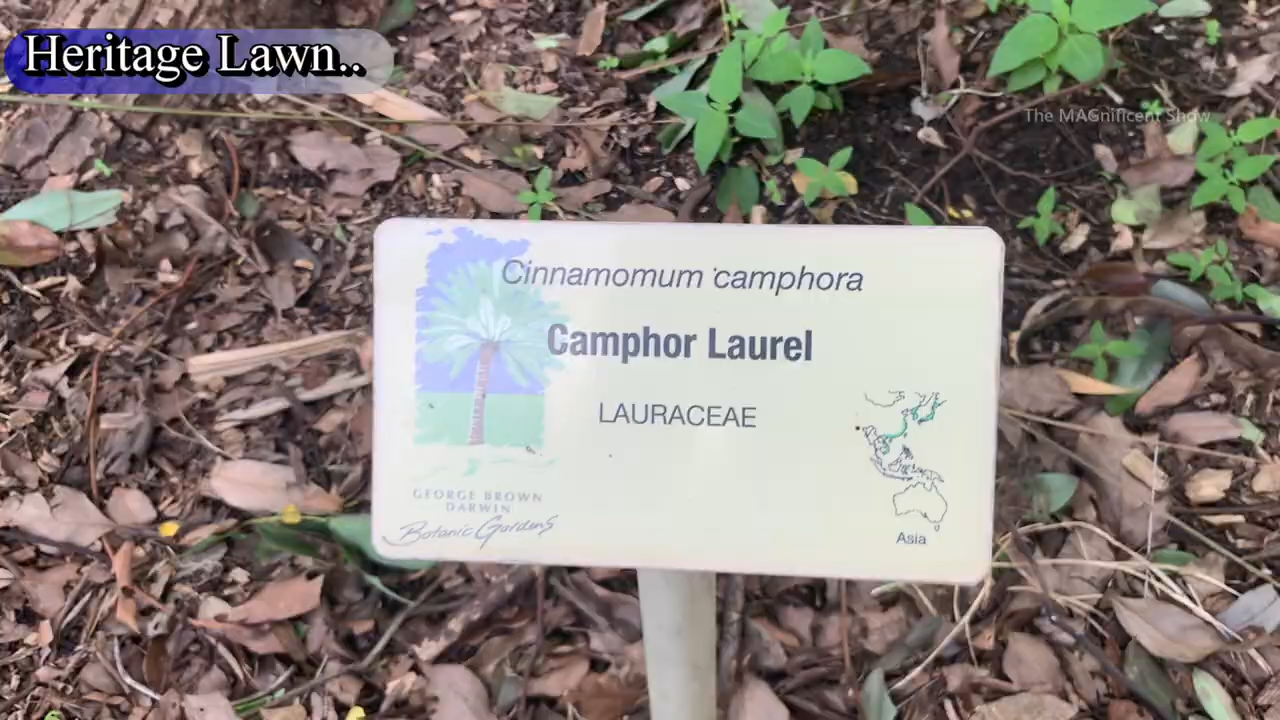 Heritage Lawn..
The MAGnificent Show
Cinnamomum camphora
Camphor Laurel
LAURACEAE
GEORGE BROWN
DARWIN
Botanic Gardens
Asia